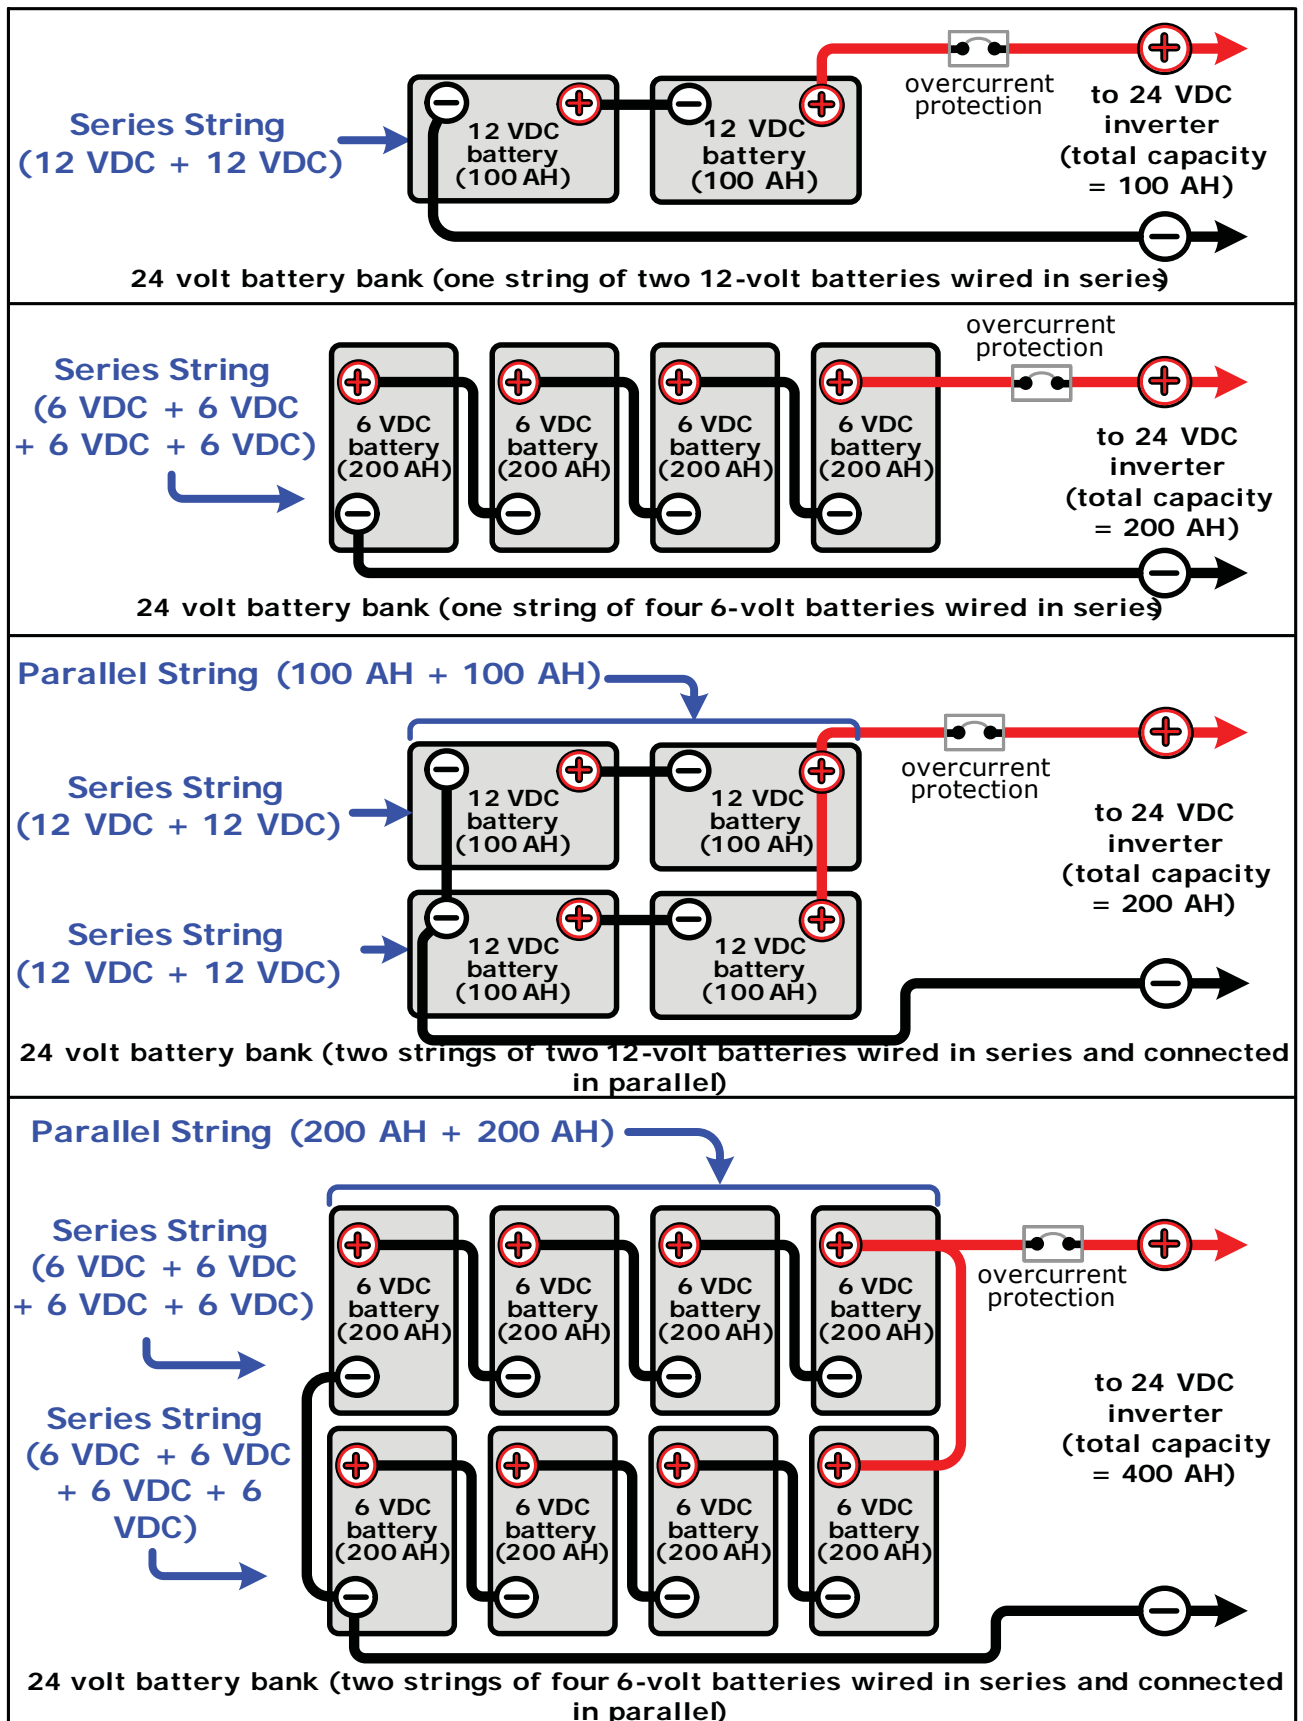 overcurrent
protection
to 24 VDC
inverter
(total capacity
= 100 AH)
Series String
(12 VDC + 12 VDC)
12 VDC
battery
(100 AH)
12 VDC
battery
(100 AH)
24 volt battery bank (one string of two 12-volt batteries wired in series)
overcurrent
protection
Series String
(6 VDC + 6 VDC
+ 6 VDC + 6 VDC)
6 VDC
battery
(200 AH)
6 VDC
battery
(200 AH)
6 VDC
battery
(200 AH)
6 VDC
battery
(200 AH)
to 24 VDC
inverter
(total capacity
= 200 AH)
24 volt battery bank (one string of four 6-volt batteries wired in series)
Parallel String (100 AH + 100 AH)
overcurrent
protection
Series String
(12 VDC + 12 VDC)
12 VDC
battery
(100 AH)
12 VDC
battery
(100 AH)
to 24 VDC
inverter
(total capacity
= 200 AH)
Series String
(12 VDC + 12 VDC)
12 VDC
battery
(100 AH)
12 VDC
battery
(100 AH)
24 volt battery bank (two strings of two 12-volt batteries wired in series and connected
in parallel)
Parallel String (200 AH + 200 AH)
Series String
(6 VDC + 6 VDC
+ 6 VDC + 6 VDC)
6 VDC
battery
(200 AH)
6 VDC
battery
(200 AH)
6 VDC
battery
(200 AH)
6 VDC
battery
(200 AH)
overcurrent
protection
to 24 VDC
inverter
(total capacity
= 400 AH)
Series String
(6 VDC + 6 VDC
+ 6 VDC + 6
VDC)
6 VDC
battery
(200 AH)
6 VDC
battery
(200 AH)
6 VDC
battery
(200 AH)
6 VDC
battery
(200 AH)
24 volt battery bank (two strings of four 6-volt batteries wired in series and connected
in parallel)